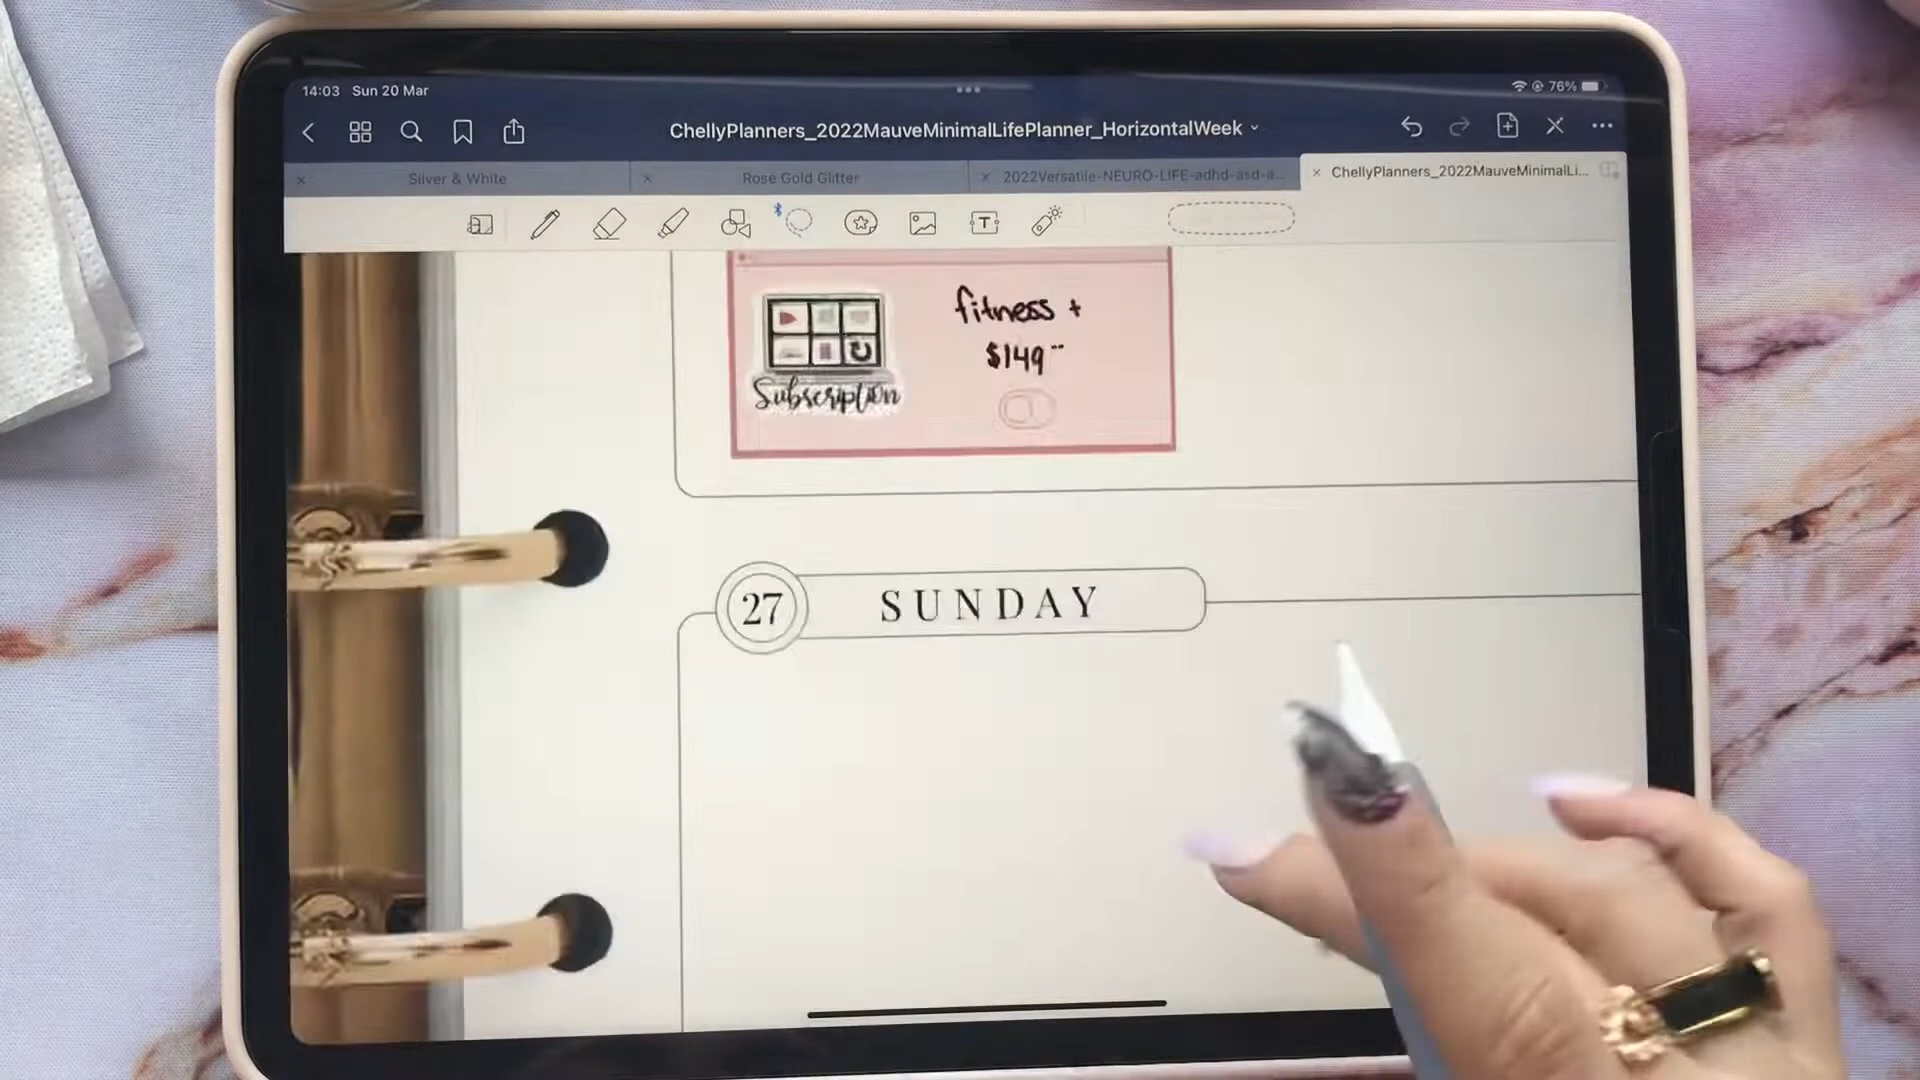 14:03 Sun 20 Mar
76%
ChellyPlanners_2022MauveMinimalLifePlanner_HorizontalWeek
Silver & White
Rose Gold Glitter
2022Versatile-NEURO-LIFE-adhd-asd-a...
ChellyPlanners_2022MauveMinimalLi...
T
fitness +
$149
Subscription
27 SUNDAY